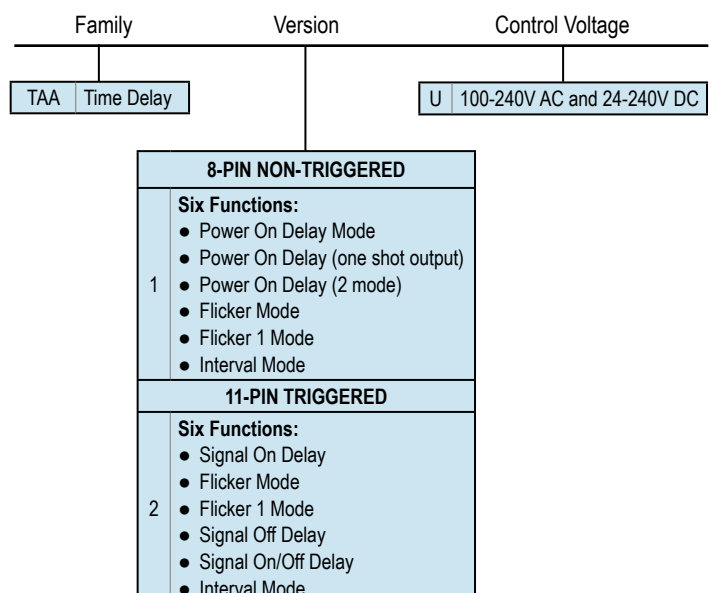 Family Version Control Voltage
TAA Time Delay U 100-240V AC and 24-240V DC
8-PIN NON-TRIGGERED
Six Functions:
● Power On Delay Mode
● Power On Delay (one shot output)
1 ● Power On Delay (2 mode)
● Flicker Mode
● Flicker 1 Mode
● Interval Mode
11-PIN TRIGGERED
Six Functions:
● Signal On Delay
● Flicker Mode
2 ● Flicker 1 Mode
● Signal Off Delay
● Signal On/Off Delay
● Interval Mode